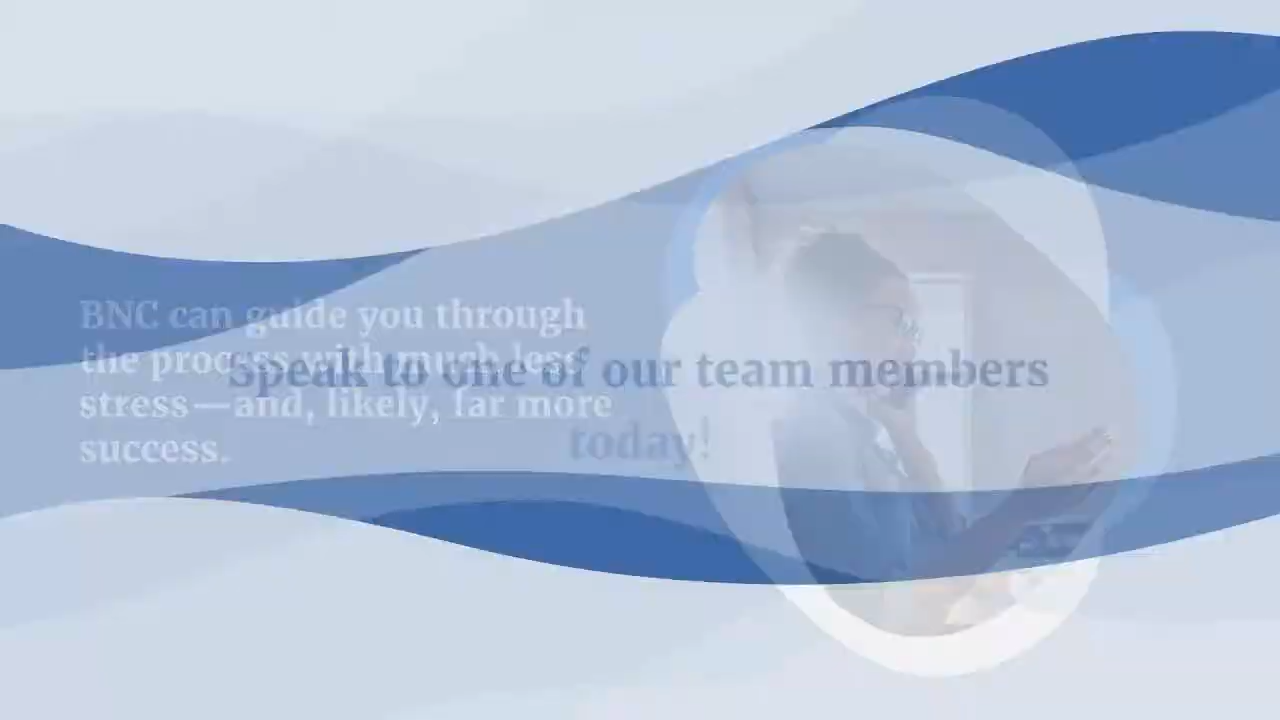 BNC can guide you through
the process with much less
stress—and, likely, far more
success.
Speak to one of our team members
today!